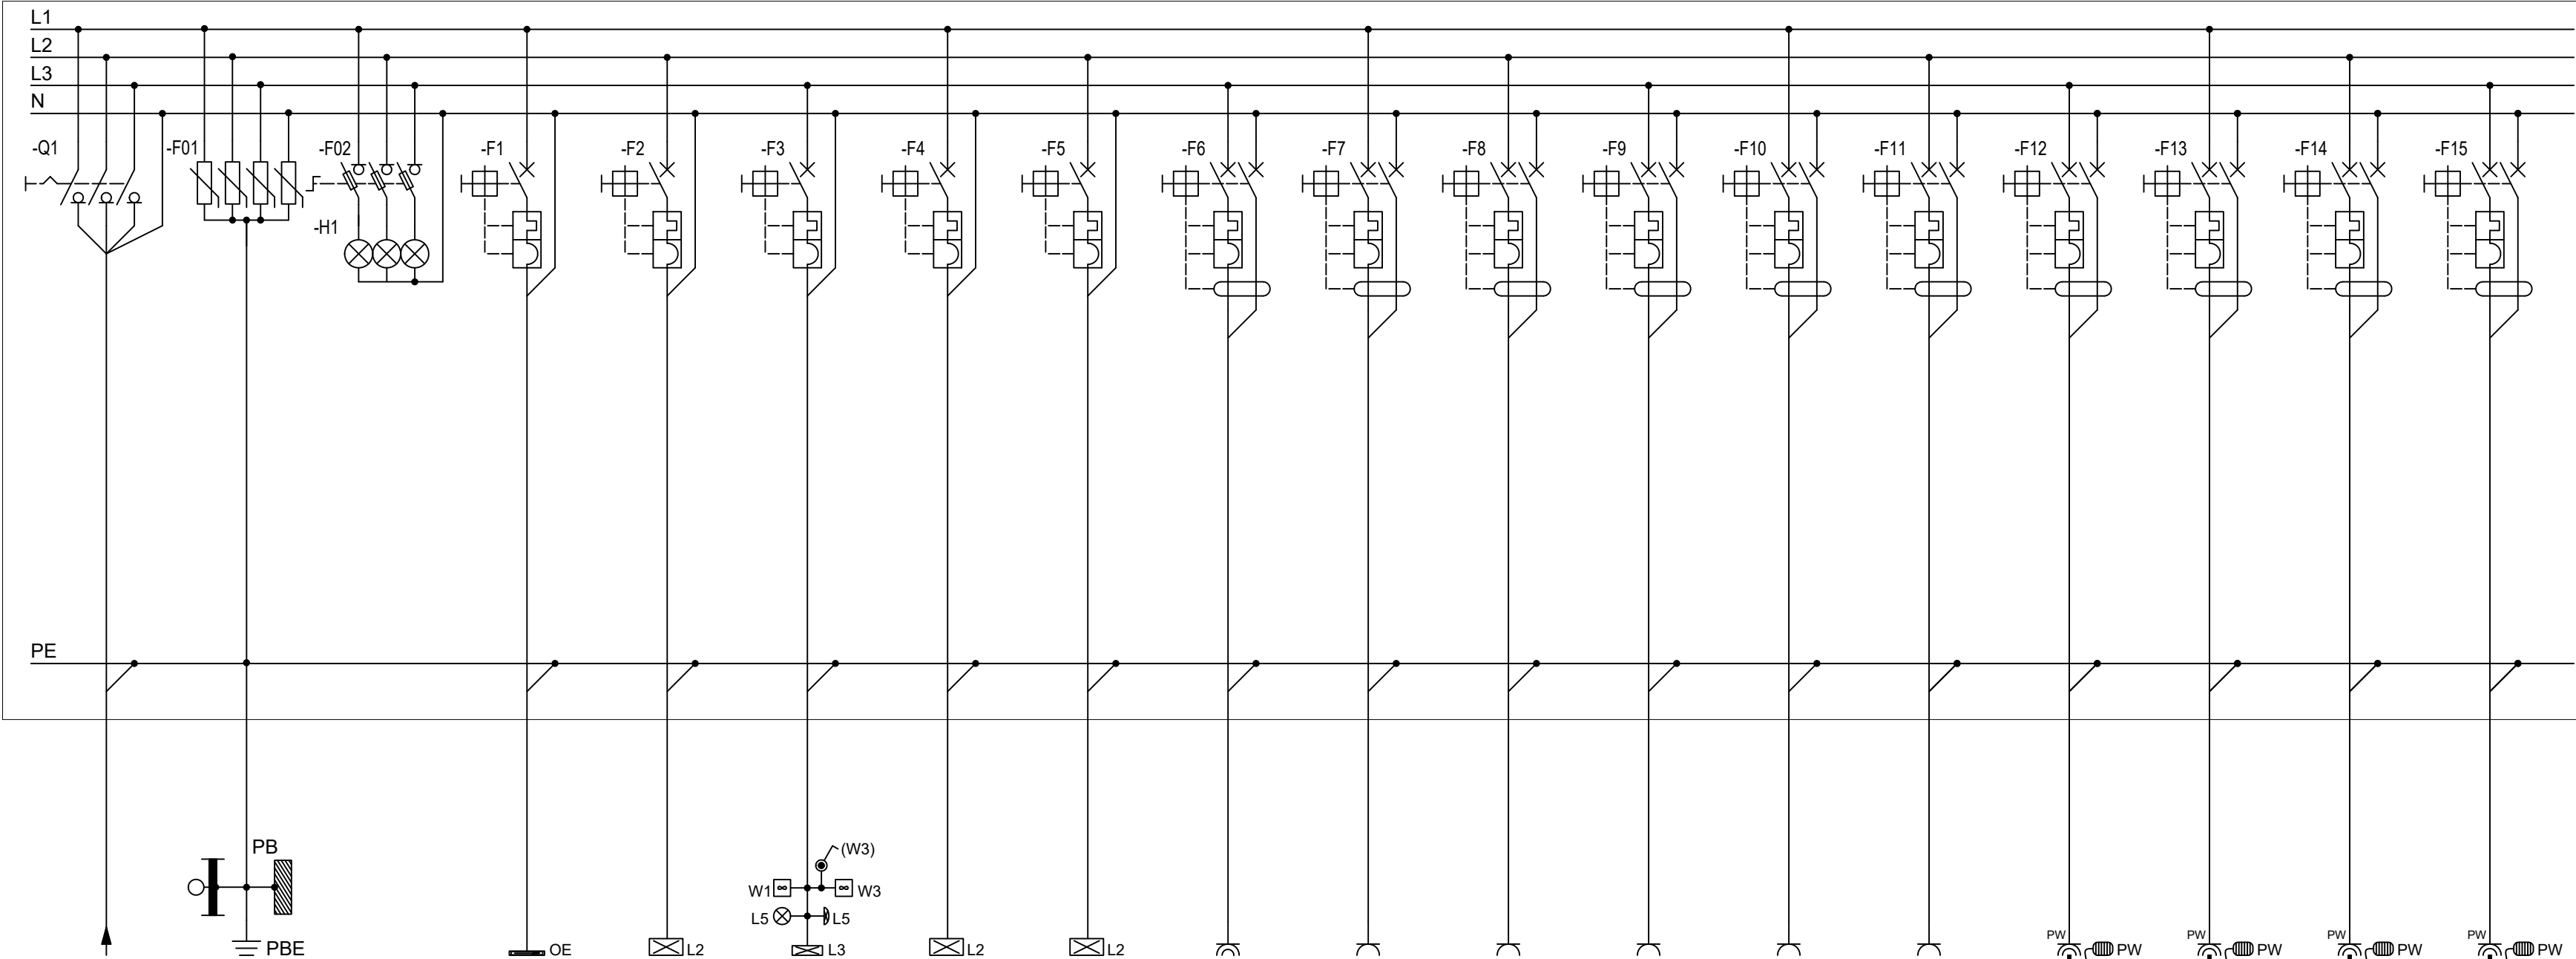 L1
L2
L3
N
-Q1 -F01 -F02 -F1 -F2 -F3 -F4 -F5 -F6 -F7 -F8 -F9 -F10 -F11 -F12 -F13 -F14 -F15
-H1
PE
PB (W3)
W1 W3
L5 L5
PW PW PW PW
PBE OE L2 L3 L2 L2 PW PW PW PW